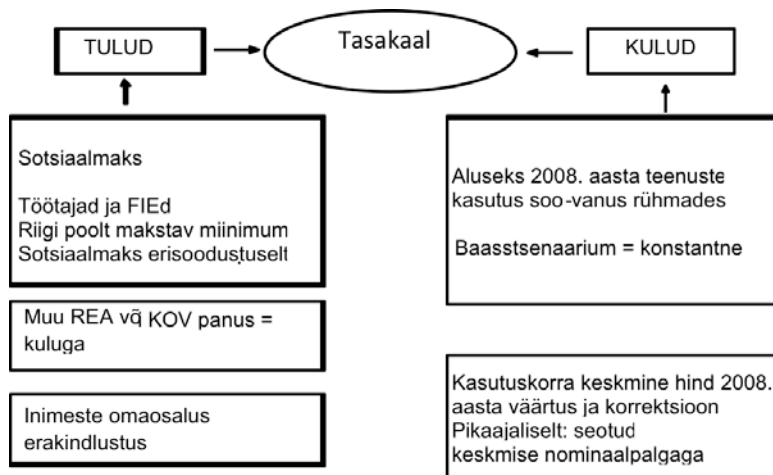 TULUD
Tasakaal
KULUD
Sotsiaalmaks
Töötajad ja FIEd
Riigi poolt makstav miinimum
Sotsiaalmaks erisoodustuselt
Muu REA või KOV panus =
kuluga
Inimeste omaosalus
erakindlustus
Aluseks 2008. aasta teenuste
kasutus soo-vanus rühmades
Baasstsenaarium = konstantne
Kasutuskorra keskmine hind 2008.
aasta väärtus ja korrektsioon
Pikaajaliselt: seotud
keskmise nominaalpalgaga